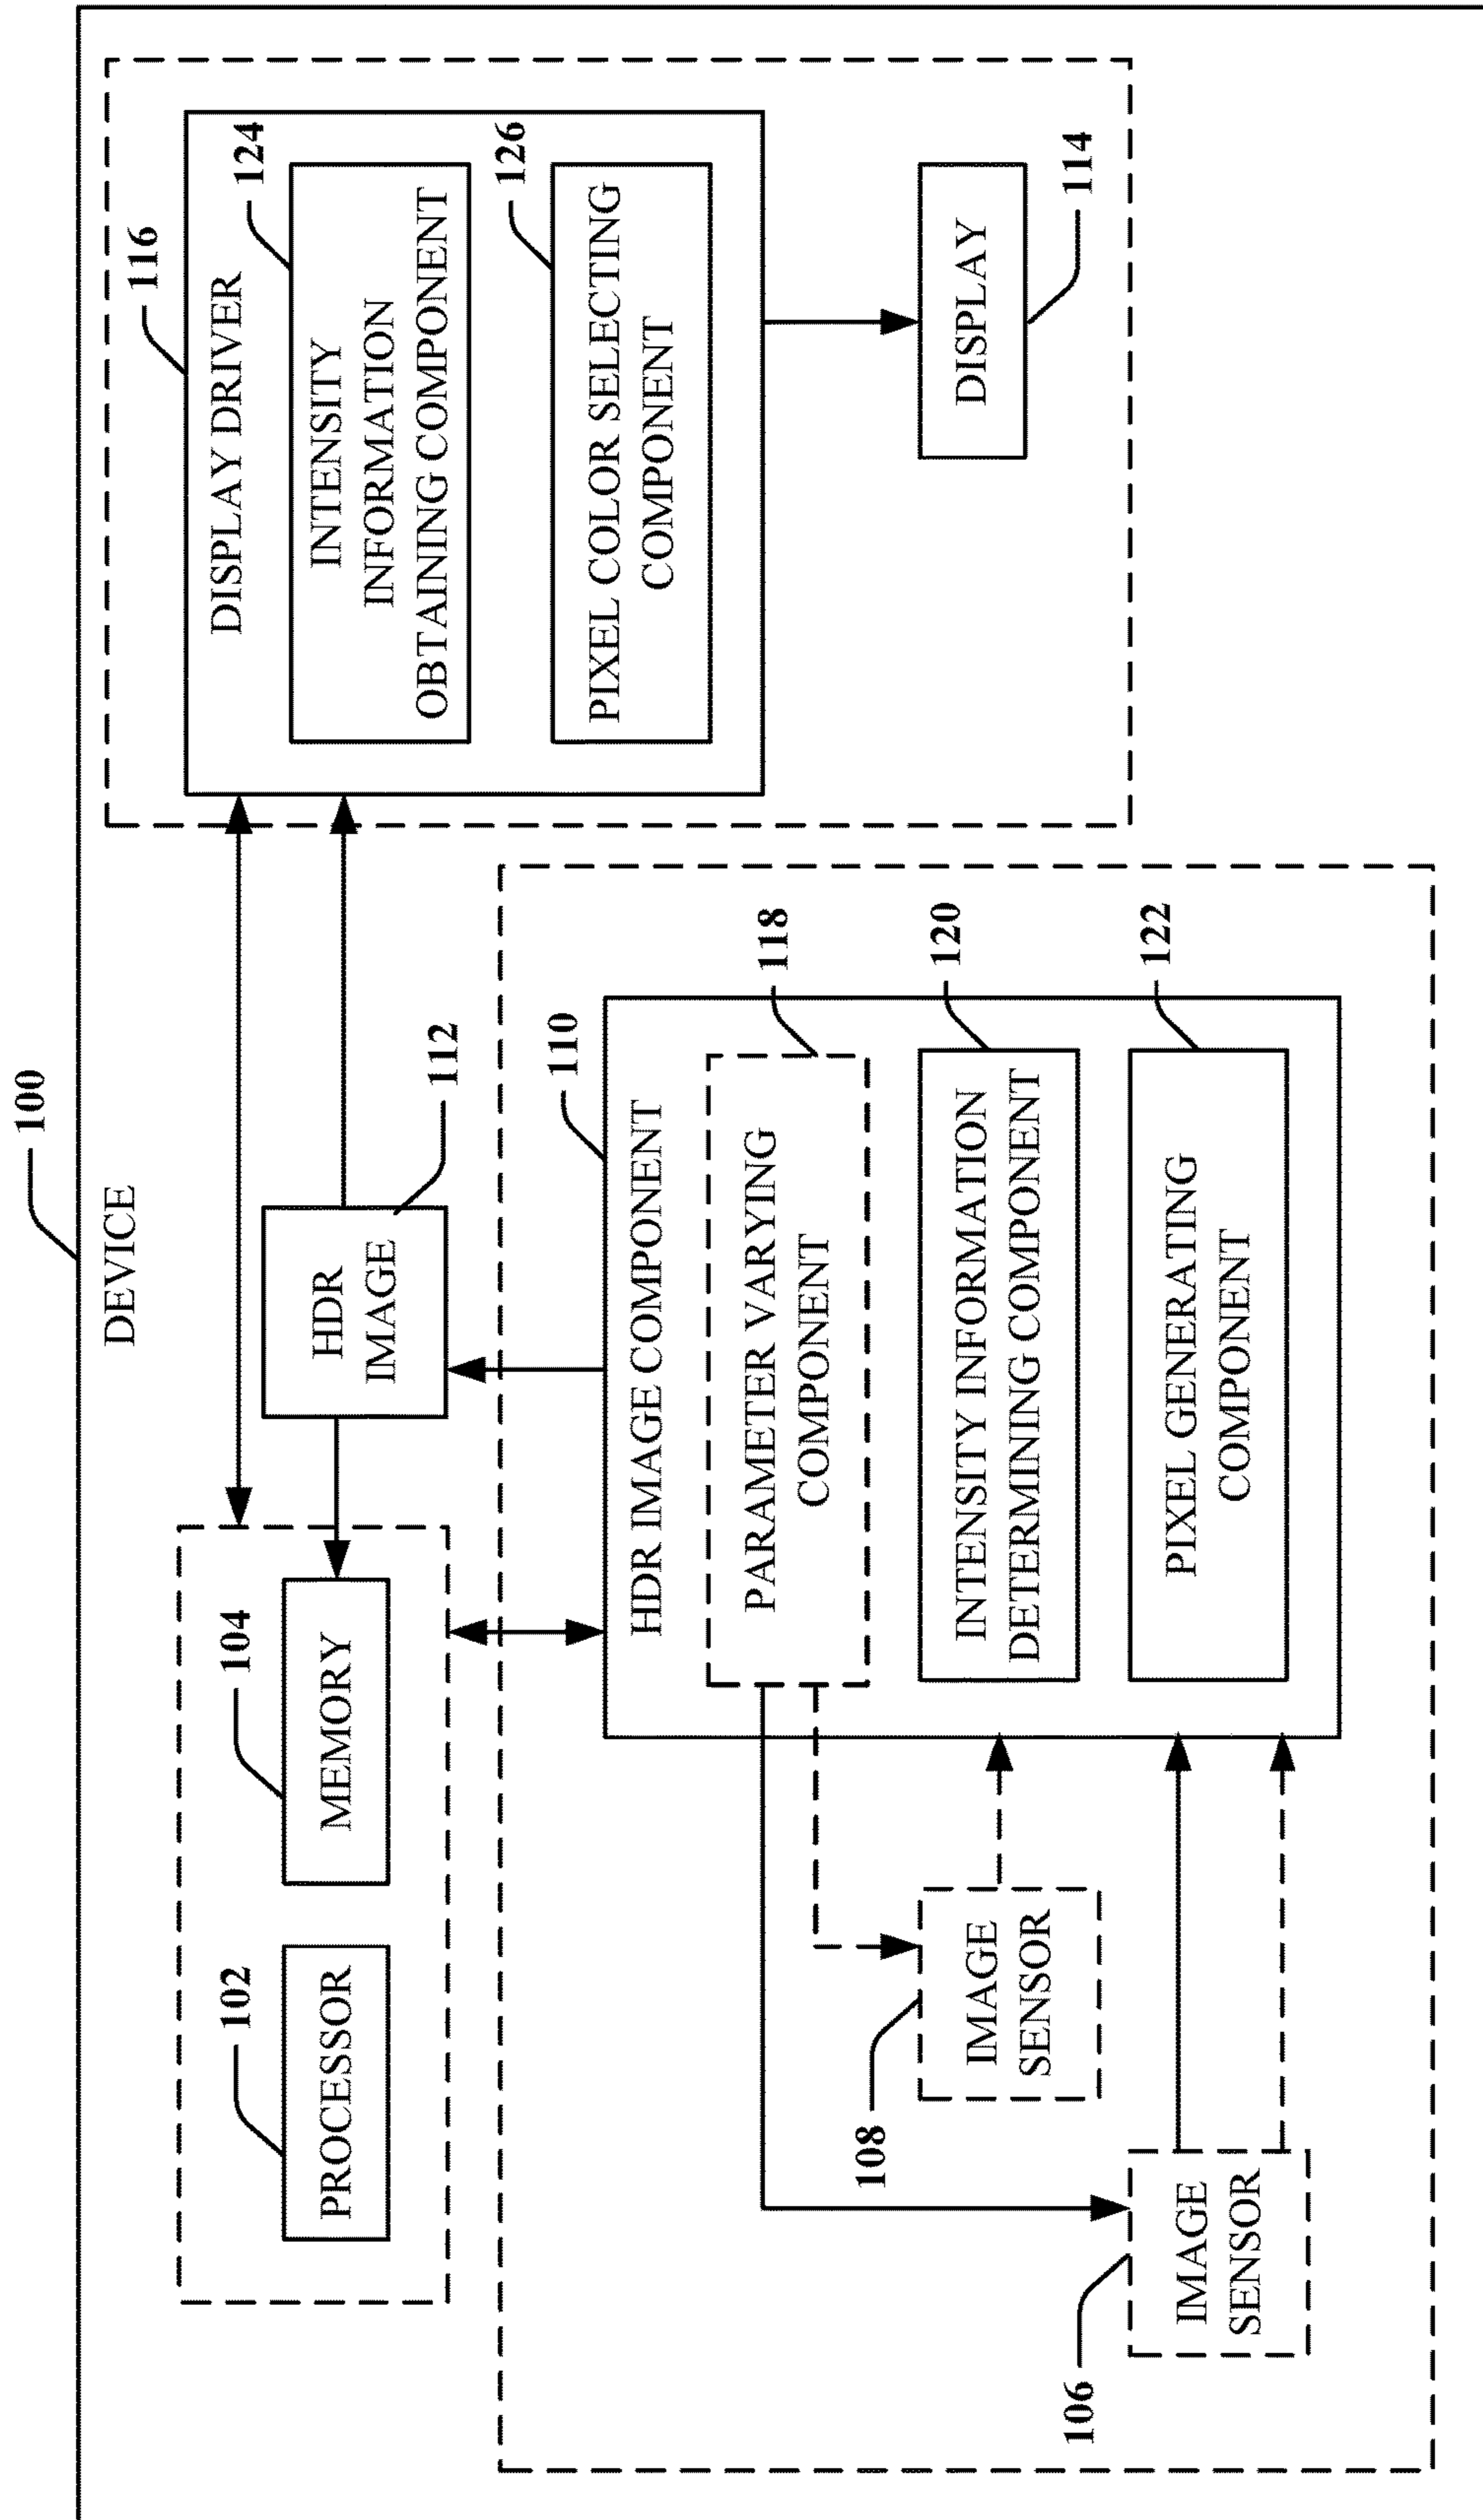 100
DEVICE
102
PROCESSOR
104
MEMORY
HDR
IMAGE
112
116
DISPLAY DRIVER
124
INTENSITY
INFORMATION
OBTAINING COMPONENT
126
PIXEL COLOR SELECTING
COMPONENT
DISPLAY
114
110
HDR IMAGE COMPONENT
118
PARAMETER VARYING
COMPONENT
120
INTENSITY INFORMATION
DETERMINING COMPONENT
122
PIXEL GENERATING
COMPONENT
108
IMAGE
SENSOR
106
IMAGE
SENSOR